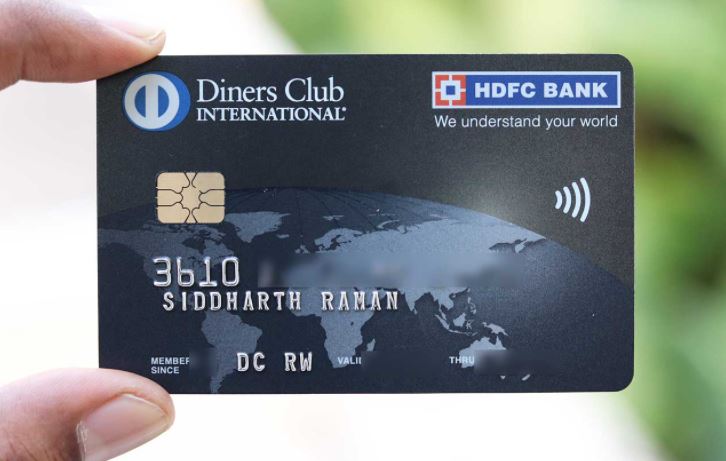 Diners Club
INTERNATIONAL®
HDFC BANK
We understand your world
3610
SIDDHARTH RAMAN
MEMBER
SINCE
DC RW
VALI
THRU